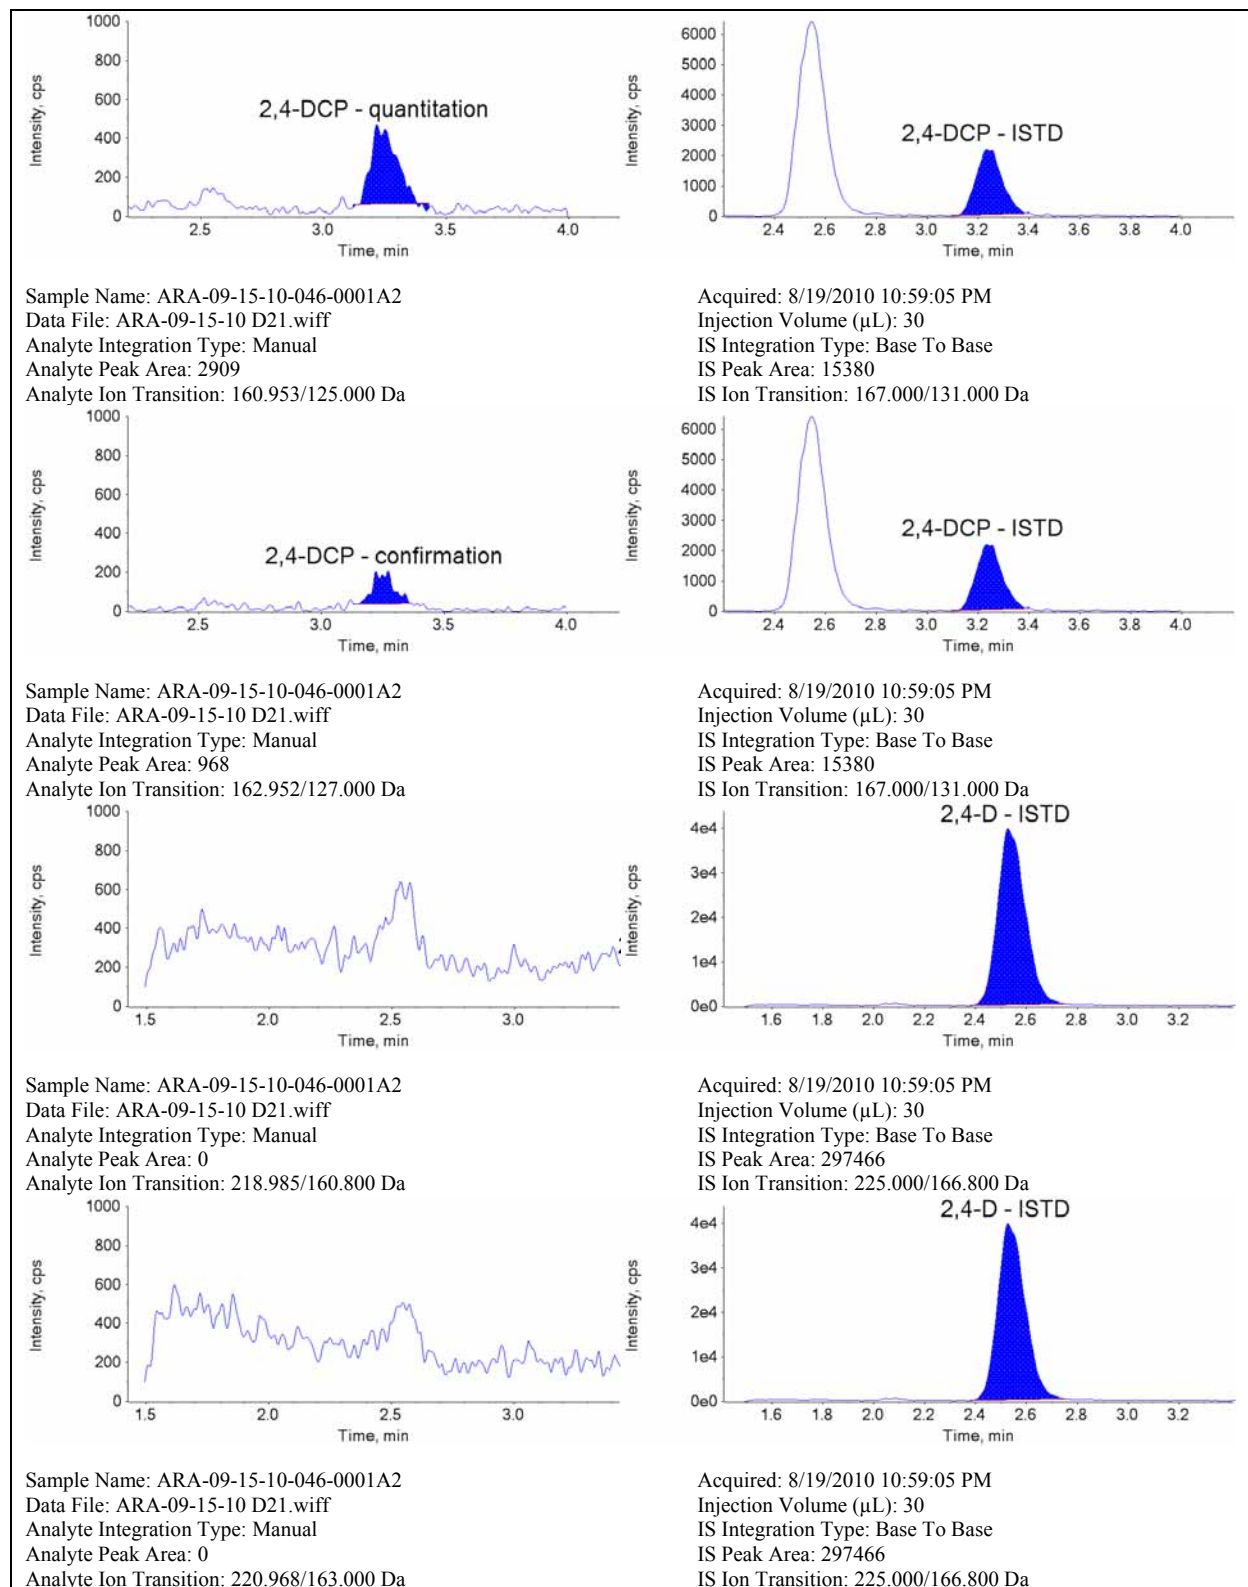 1000
800
600
400
200
0
Intensity, cps
2,4-DCP - quantitation
2.5 3.0 3.5 4.0
Time, min
6000
5000
4000
3000
2000
1000
0
Intensity, cps
2,4-DCP - ISTD
2.4 2.6 2.8 3.0 3.2 3.4 3.6 3.8 4.0
Time, min
Sample Name: ARA-09-15-10-046-0001A2
Data File: ARA-09-15-10 D21.wiff
Analyte Integration Type: Manual
Analyte Peak Area: 2909
Analyte Ion Transition: 160.953/125.000 Da
Acquired: 8/19/2010 10:59:05 PM
Injection Volume (µL): 30
IS Integration Type: Base To Base
IS Peak Area: 15380
IS Ion Transition: 167.000/131.000 Da
1000
800
600
400
200
0
Intensity, cps
2,4-DCP - confirmation
2.5 3.0 3.5 4.0
Time, min
6000
5000
4000
3000
2000
1000
0
Intensity, cps
2,4-DCP - ISTD
2.4 2.6 2.8 3.0 3.2 3.4 3.6 3.8 4.0
Time, min
Sample Name: ARA-09-15-10-046-0001A2
Data File: ARA-09-15-10 D21.wiff
Analyte Integration Type: Manual
Analyte Peak Area: 968
Analyte Ion Transition: 162.952/127.000 Da
Acquired: 8/19/2010 10:59:05 PM
Injection Volume (µL): 30
IS Integration Type: Base To Base
IS Peak Area: 15380
IS Ion Transition: 167.000/131.000 Da
1000
800
600
400
200
0
Intensity, cps
1.5 2.0 2.5 3.0
Time, min
4e4
3e4
2e4
1e4
0e0
Intensity, cps
2,4-D - ISTD
1.6 1.8 2.0 2.2 2.4 2.6 2.8 3.0 3.2
Time, min
Sample Name: ARA-09-15-10-046-0001A2
Data File: ARA-09-15-10 D21.wiff
Analyte Integration Type: Manual
Analyte Peak Area: 0
Analyte Ion Transition: 218.985/160.800 Da
Acquired: 8/19/2010 10:59:05 PM
Injection Volume (µL): 30
IS Integration Type: Base To Base
IS Peak Area: 297466
IS Ion Transition: 225.000/166.800 Da
1000
800
600
400
200
0
Intensity, cps
1.5 2.0 2.5 3.0
Time, min
4e4
3e4
2e4
1e4
0e0
Intensity, cps
2,4-D - ISTD
1.6 1.8 2.0 2.2 2.4 2.6 2.8 3.0 3.2
Time, min
Sample Name: ARA-09-15-10-046-0001A2
Data File: ARA-09-15-10 D21.wiff
Analyte Integration Type: Manual
Analyte Peak Area: 0
Analyte Ion Transition: 220.968/163.000 Da
Acquired: 8/19/2010 10:59:05 PM
Injection Volume (µL): 30
IS Integration Type: Base To Base
IS Peak Area: 297466
IS Ion Transition: 225.000/166.800 Da